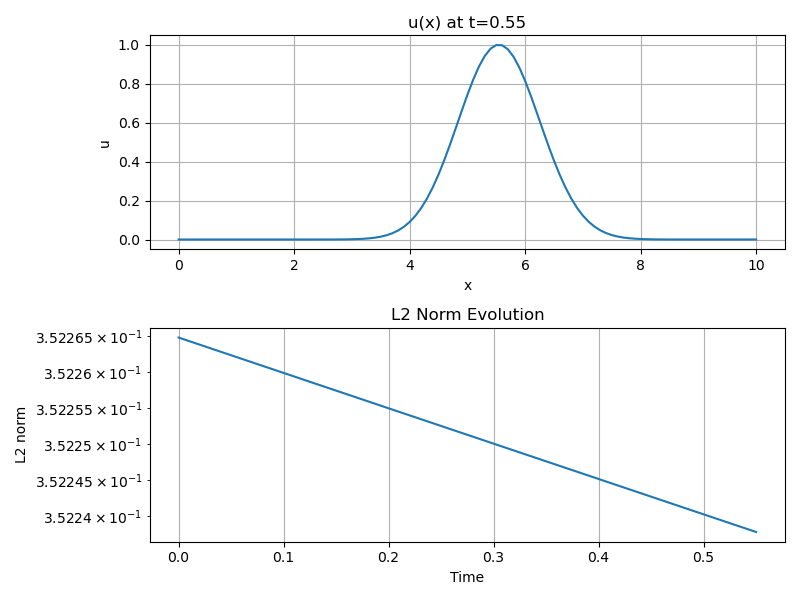 u(x) at t=0.55
1.0
0.8
0.6
0.4
0.2
0.0
u
0 2 4 6 8 10
x
L2 Norm Evolution
3.52265 × 10⁻¹
3.5226 × 10⁻¹
3.52255 × 10⁻¹
3.5225 × 10⁻¹
3.52245 × 10⁻¹
3.5224 × 10⁻¹
L2 norm
0.0 0.1 0.2 0.3 0.4 0.5
Time